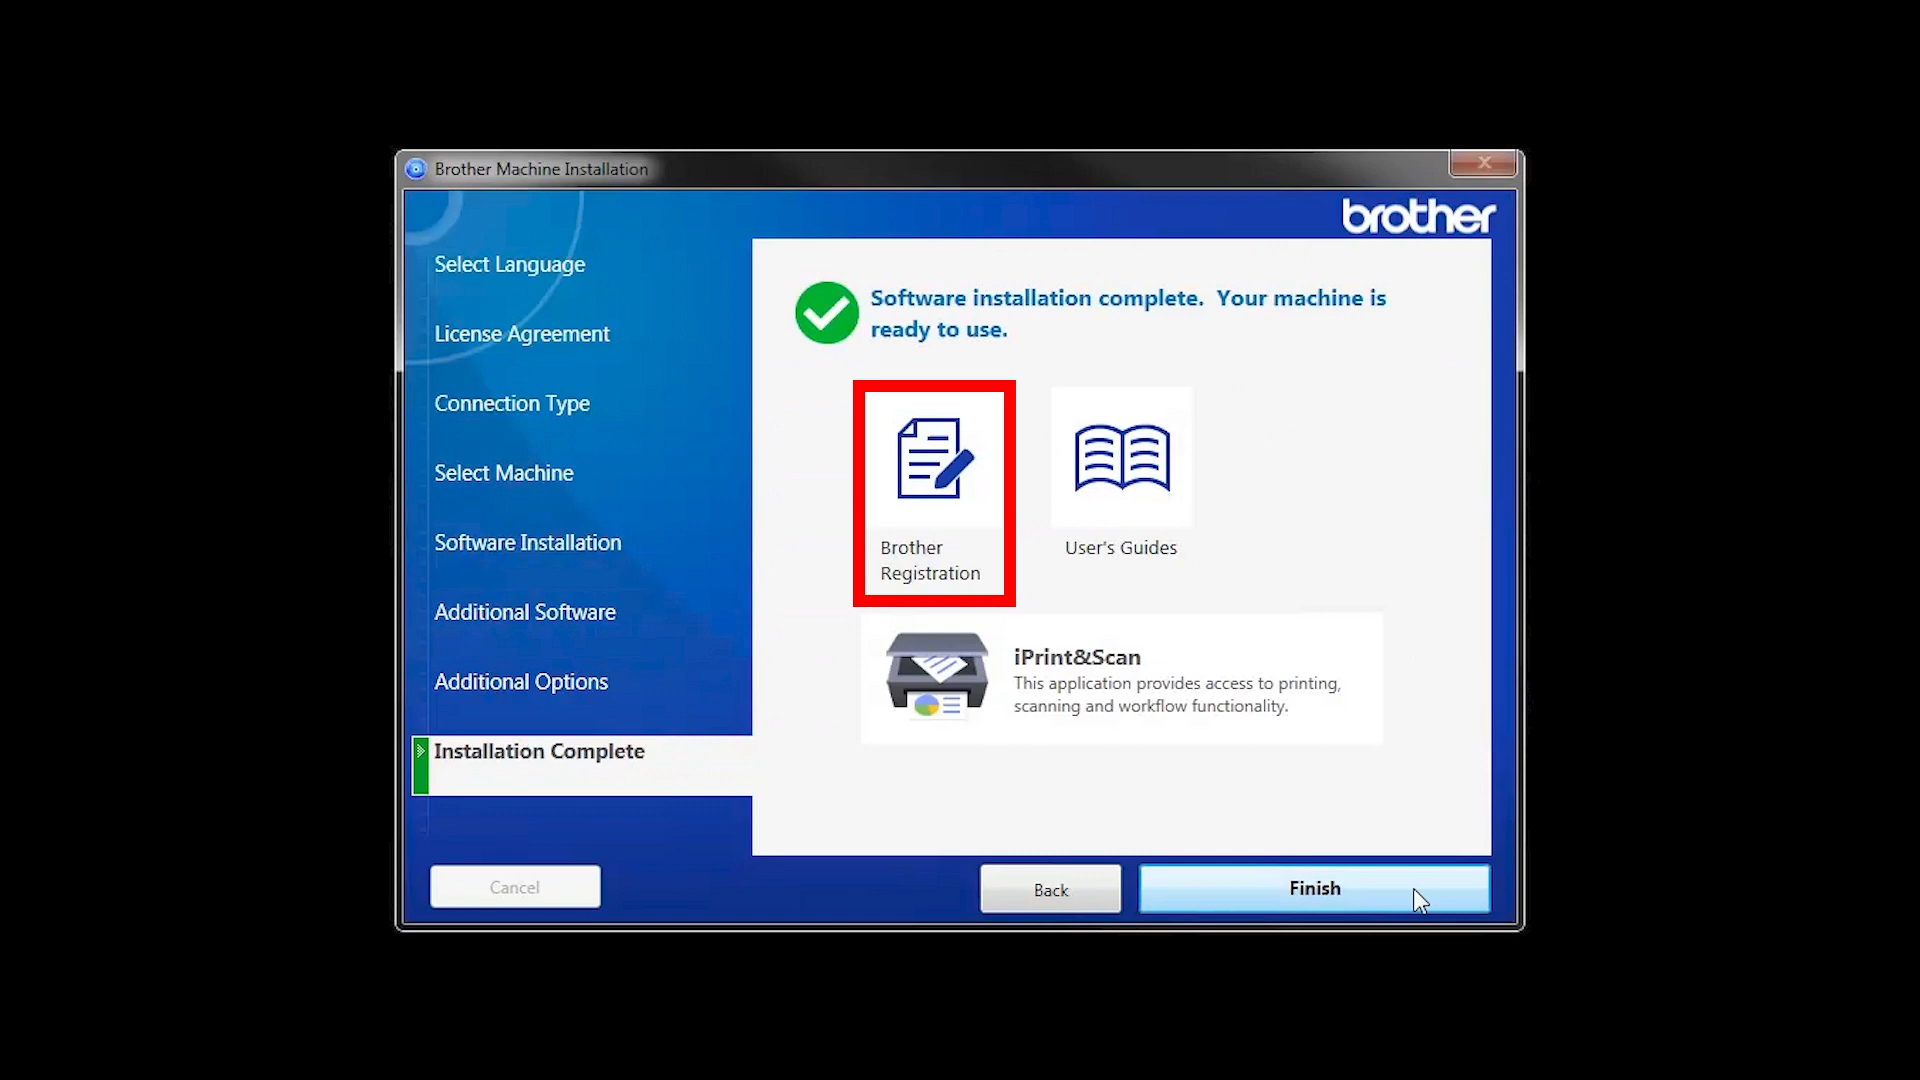 Brother Machine Installation
X
brother
Select Language
License Agreement
Connection Type
Select Machine
Software Installation
Additional Software
Additional Options
Installation Complete
Software installation complete.  Your machine is
ready to use.
Brother
Registration
User's Guides
iPrint&Scan
This application provides access to printing,
scanning and workflow functionality.
Cancel
Back
Finish